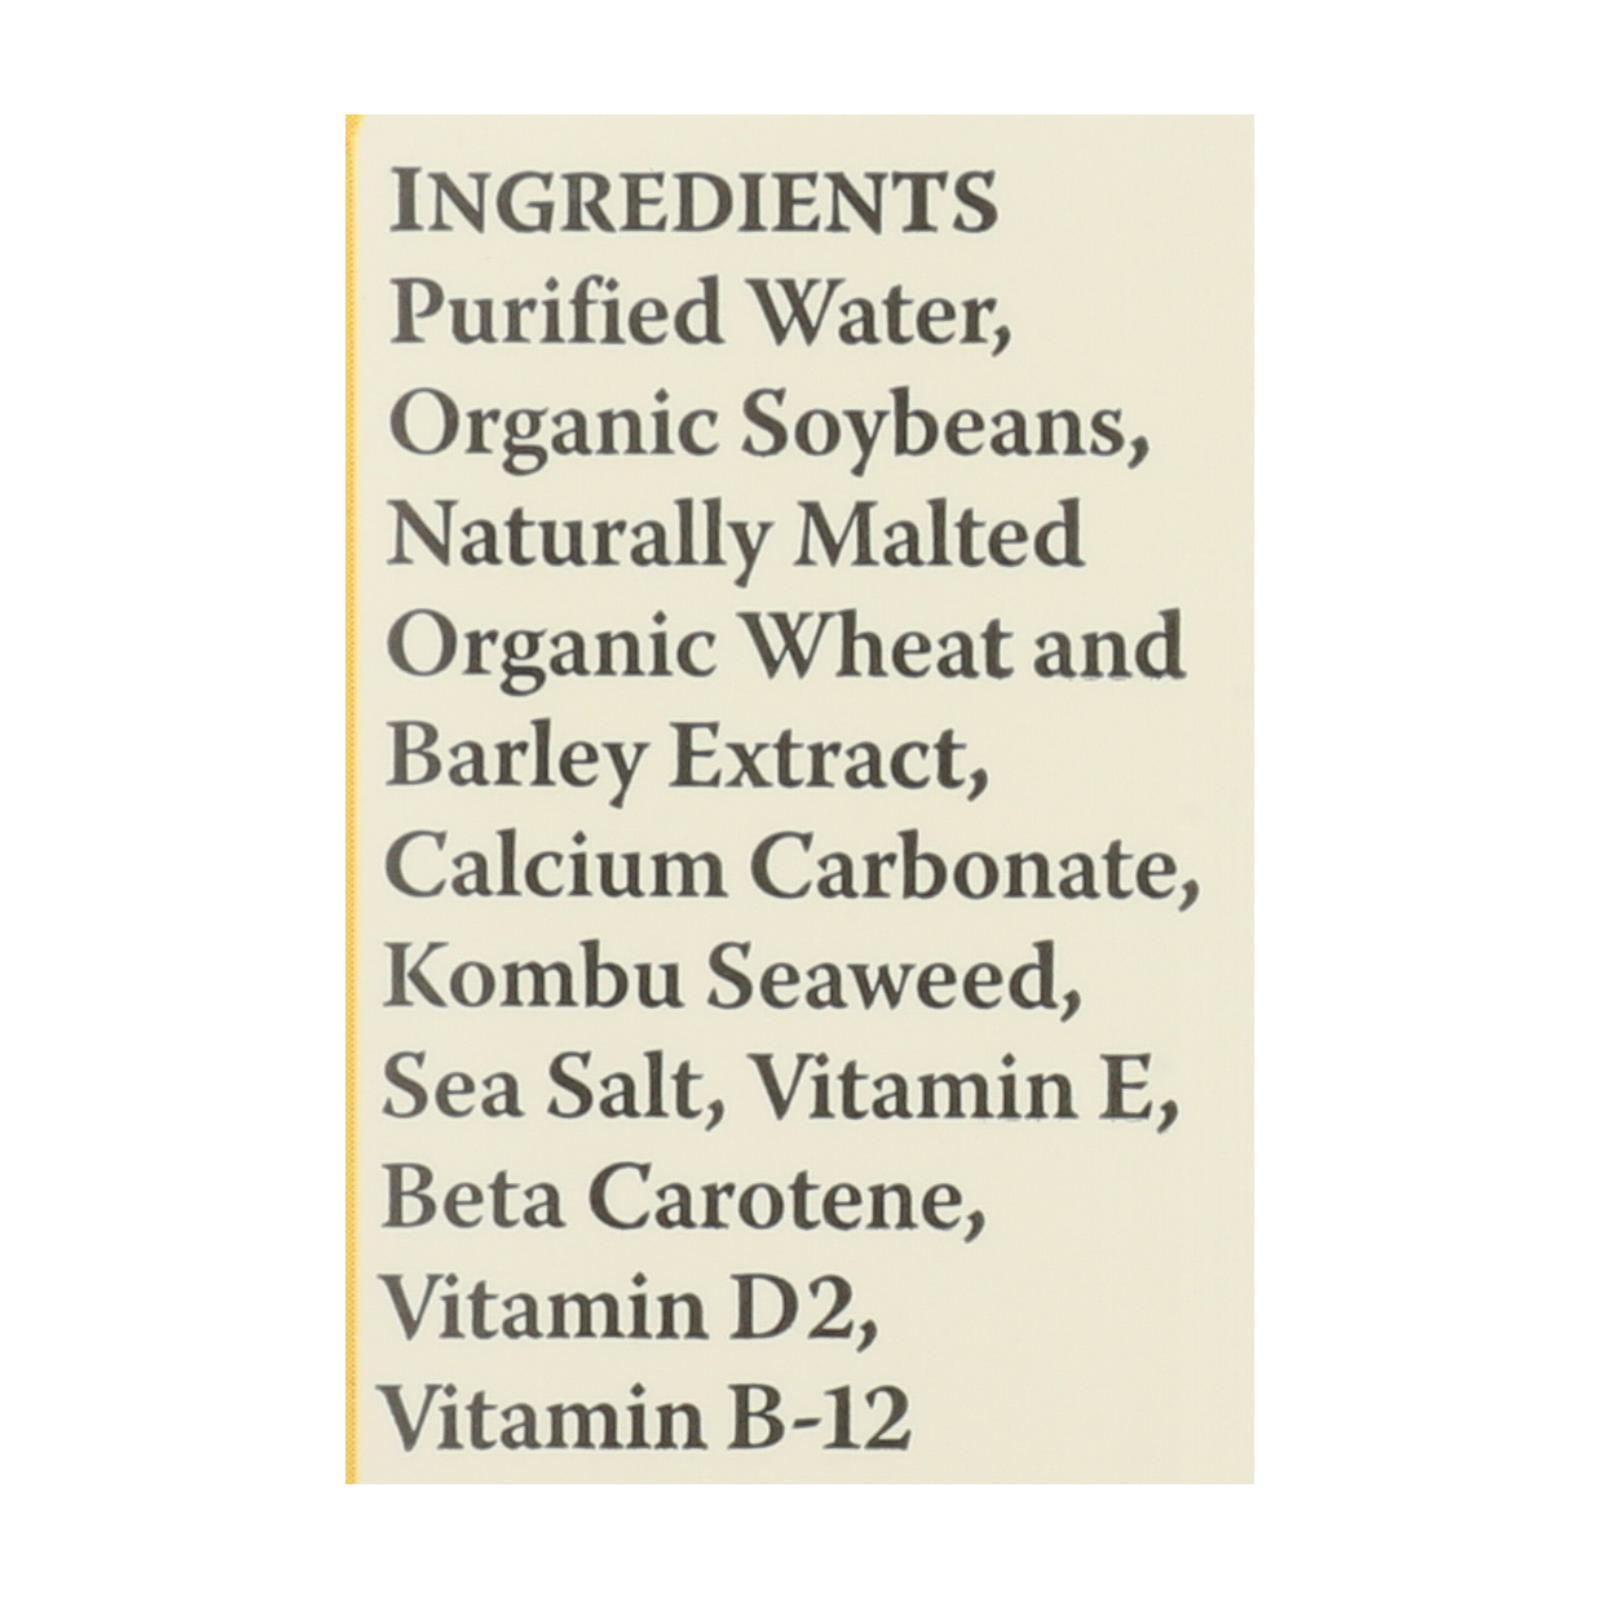 INGREDIENTS
Purified Water,
Organic Soybeans,
Naturally Malted
Organic Wheat and
Barley Extract,
Calcium Carbonate,
Kombu Seaweed,
Sea Salt, Vitamin E,
Beta Carotene,
Vitamin D2,
Vitamin B-12